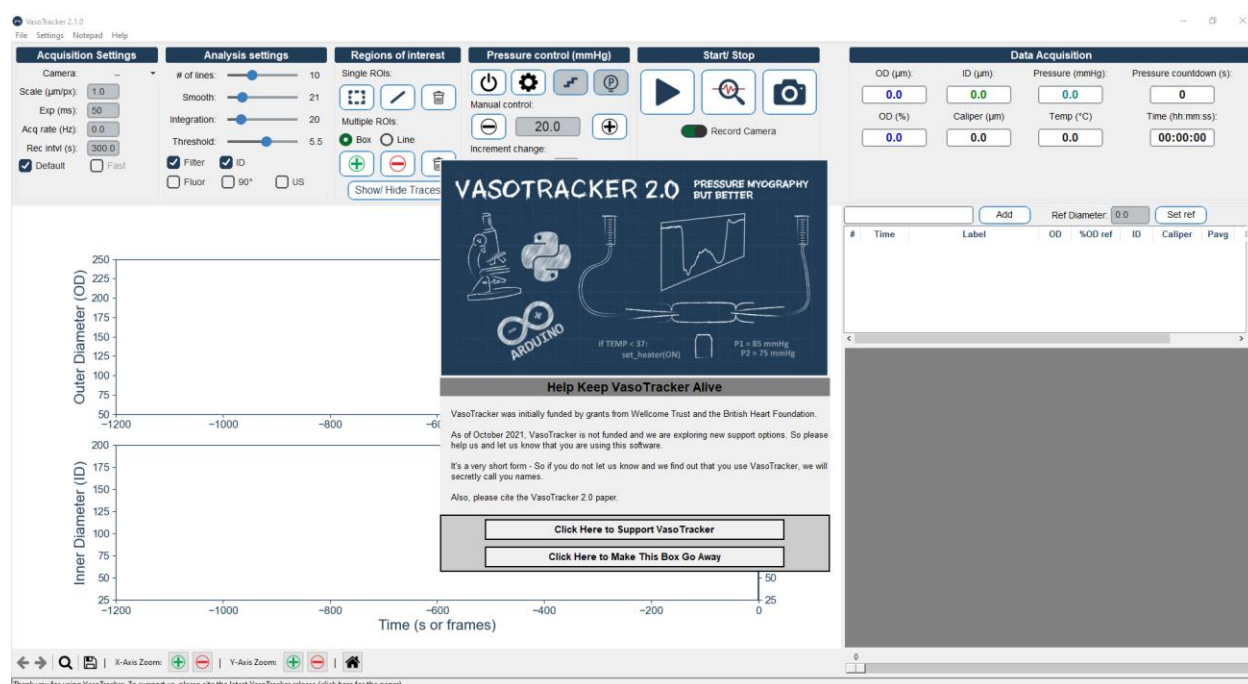 VasoTracker 2.1.0
File Settings Notepad Help
Acquisition Settings
Camera: ...
Scale (µm/px): 1.0
Exp (ms): 50
Acq rate (Hz): 0.0
Rec intvl (s): 300.0
Default Fast
Analysis settings
# of lines: 10
Smooth: 21
Integration: 20
Threshold: 5.5
Filter ID
Fluor 90° US
Regions of interest
Single ROIs:
Multiple ROIs:
Box Line
Show/ Hide Traces
Pressure control (mmHg)
P
Manual control:
20.0
Increment change:
Start/ Stop
Record Camera
Data Acquisition
OD (µm): ID (µm): Pressure (mmHg): Pressure countdown (s):
0.0 0.0 0.0 0
OD (%) Caliper (µm) Temp (°C) Time (hh:mm:ss):
0.0 0.0 0.0 00:00:00
Add Ref Diameter: 0.0 Set ref
# Time Label OD %OD ref ID Caliper Pavg
VASOTRACKER 2.0 PRESSURE MYOGRAPHY
BUT BETTER
ARDUINO
if TEMP < 37:
set_heater(ON)
P1 = 85 mmHg
P2 = 75 mmHg
Help Keep VasoTracker Alive
VasoTracker was initially funded by grants from Wellcome Trust and the British Heart Foundation.
As of October 2021, VasoTracker is not funded and we are exploring new support options. So please
help us and let us know that you are using this software.
It's a very short form - So if you do not let us know and we find out that you use VasoTracker, we will
secretly call you names.
Also, please cite the VasoTracker 2.0 paper.
Click Here to Support VasoTracker
Click Here to Make This Box Go Away
Outer Diameter (OD)
250
225
200
175
150
125
100
75
50
−1200 −1000 −800
Inner Diameter (ID)
200
175
150
125
100
75
50 50
25 25
−1200 −1000 −800 −600 −400 −200 0
Time (s or frames)
X-Axis Zoom: Y-Axis Zoom:
0